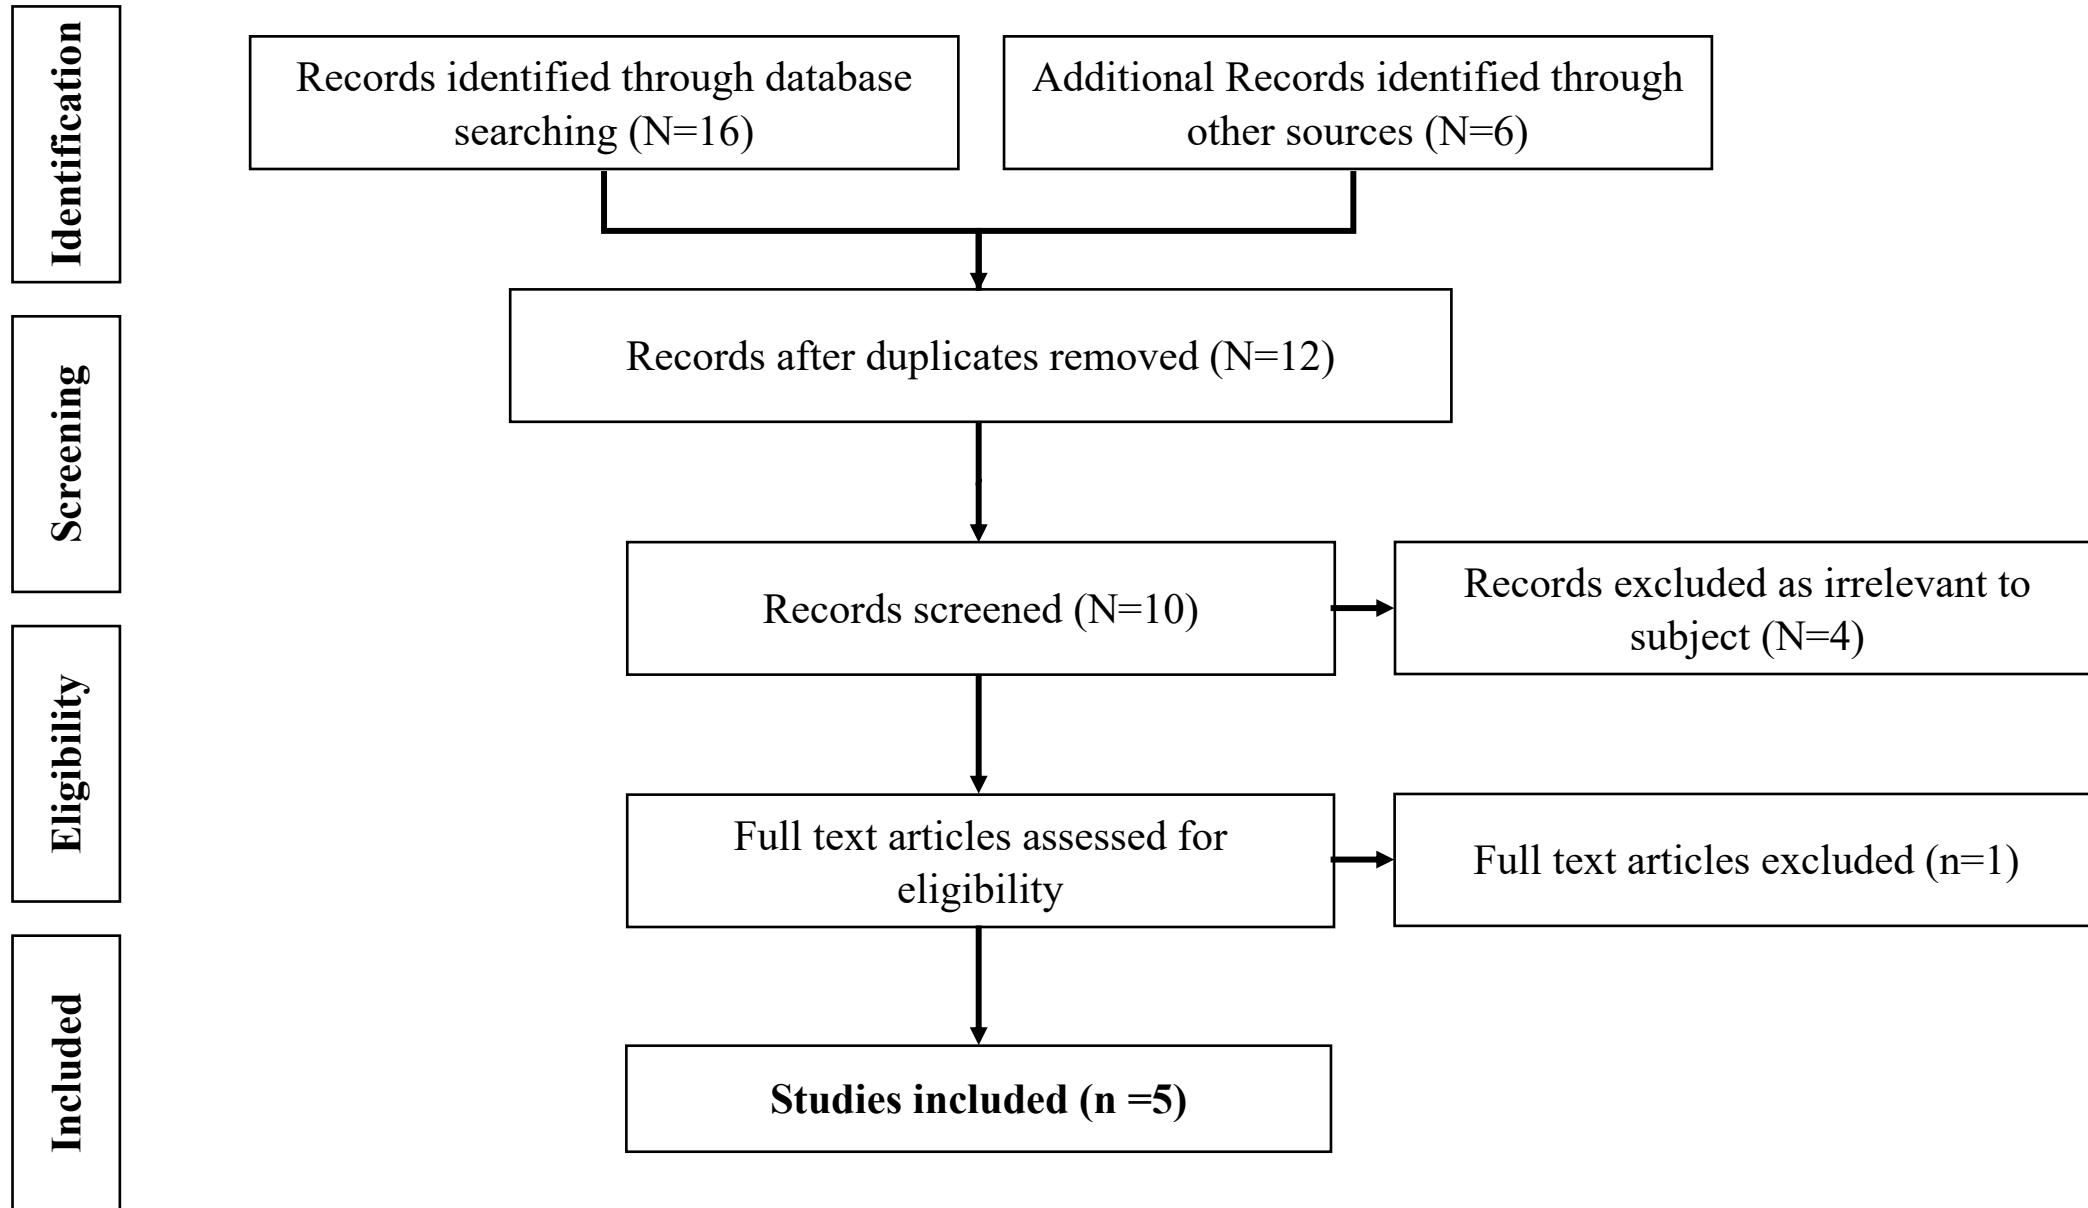 Identification
Records identified through database
searching (N=16)
Additional Records identified through
other sources (N=6)
Screening
Records after duplicates removed (N=12)
Records screened (N=10)
Records excluded as irrelevant to
subject (N=4)
Eligibility
Full text articles assessed for
eligibility
Full text articles excluded (n=1)
Included
Studies included (n =5)